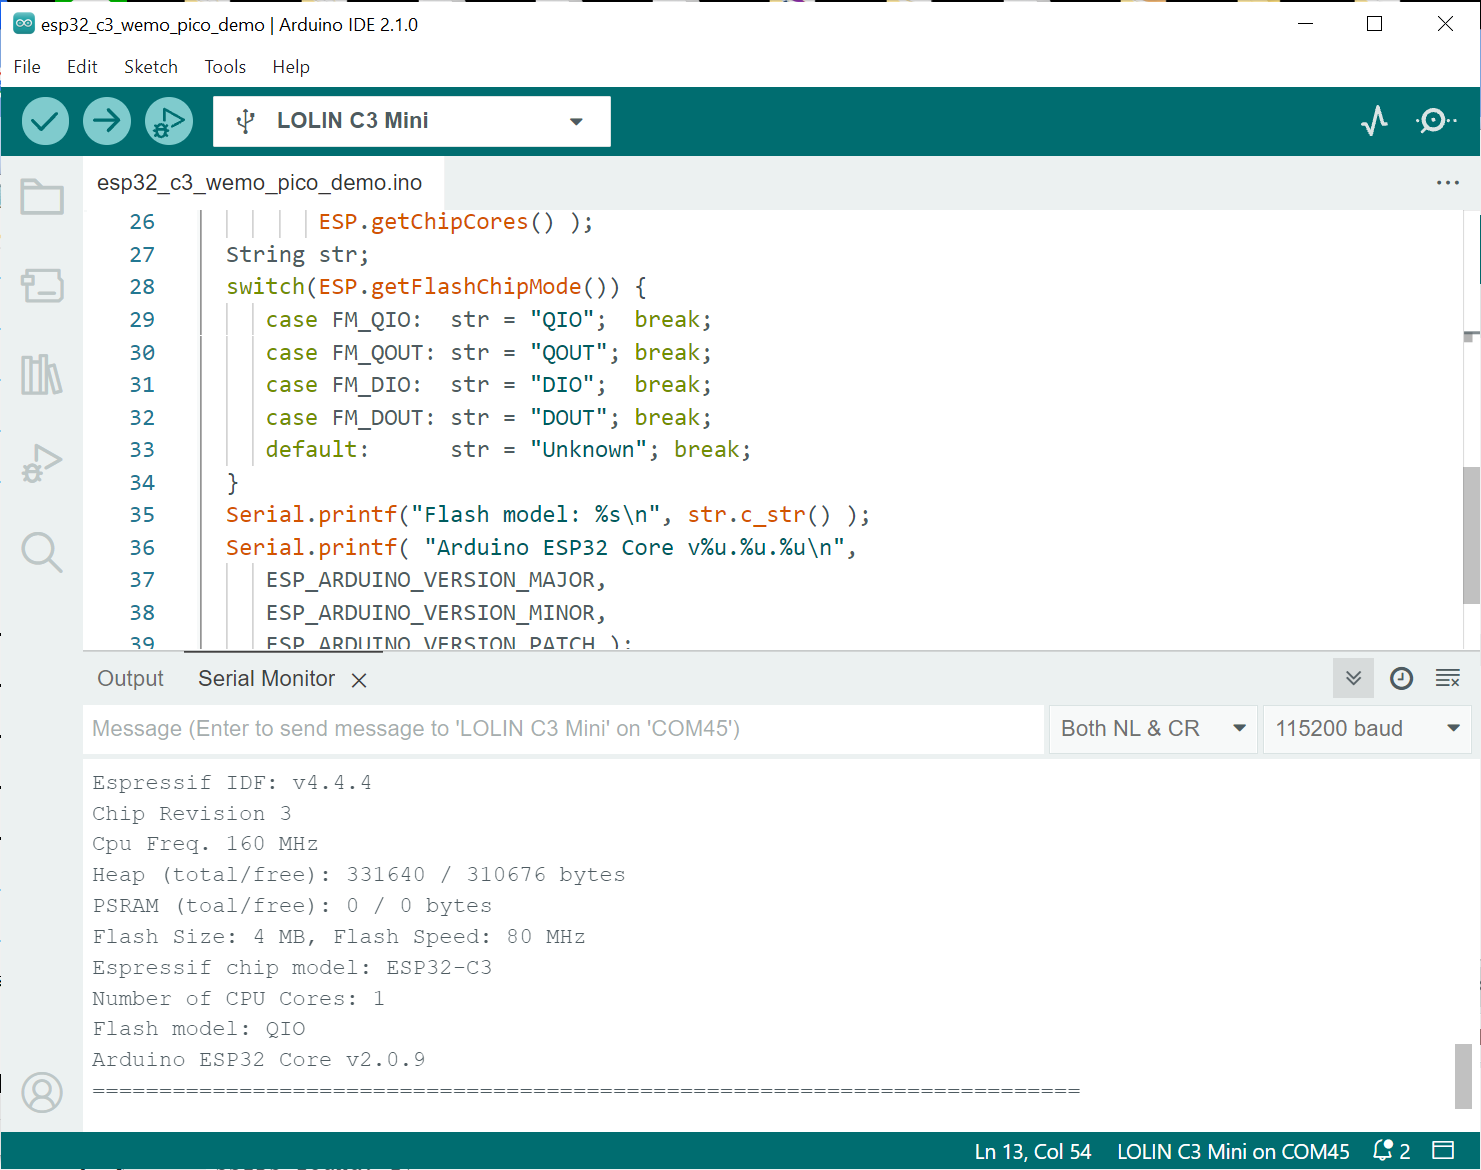 esp32_c3_wemo_pico_demo | Arduino IDE 2.1.0
File Edit Sketch Tools Help
LOLIN C3 Mini
esp32_c3_wemo_pico_demo.ino
26 ESP.getChipCores() );
27 String str;
28 switch(ESP.getFlashChipMode()) {
29 case FM_QIO:  str = "QIO";  break;
30 case FM_QOUT: str = "QOUT"; break;
31 case FM_DIO:  str = "DIO";  break;
32 case FM_DOUT: str = "DOUT"; break;
33 default:      str = "Unknown"; break;
34 }
35 Serial.printf("Flash model: %s\n", str.c_str() );
36 Serial.printf( "Arduino ESP32 Core v%u.%u.%u\n",
37 ESP_ARDUINO_VERSION_MAJOR,
38 ESP_ARDUINO_VERSION_MINOR,
39 ESP_ARDUINO_VERSION_PATCH );
Output Serial Monitor
Message (Enter to send message to 'LOLIN C3 Mini' on 'COM45') Both NL & CR 115200 baud
Espressif IDF: v4.4.4
Chip Revision 3
Cpu Freq. 160 MHz
Heap (total/free): 331640 / 310676 bytes
PSRAM (toal/free): 0 / 0 bytes
Flash Size: 4 MB, Flash Speed: 80 MHz
Espressif chip model: ESP32-C3
Number of CPU Cores: 1
Flash model: QIO
Arduino ESP32 Core v2.0.9
==========================================================================
Ln 13, Col 54 LOLIN C3 Mini on COM45 2